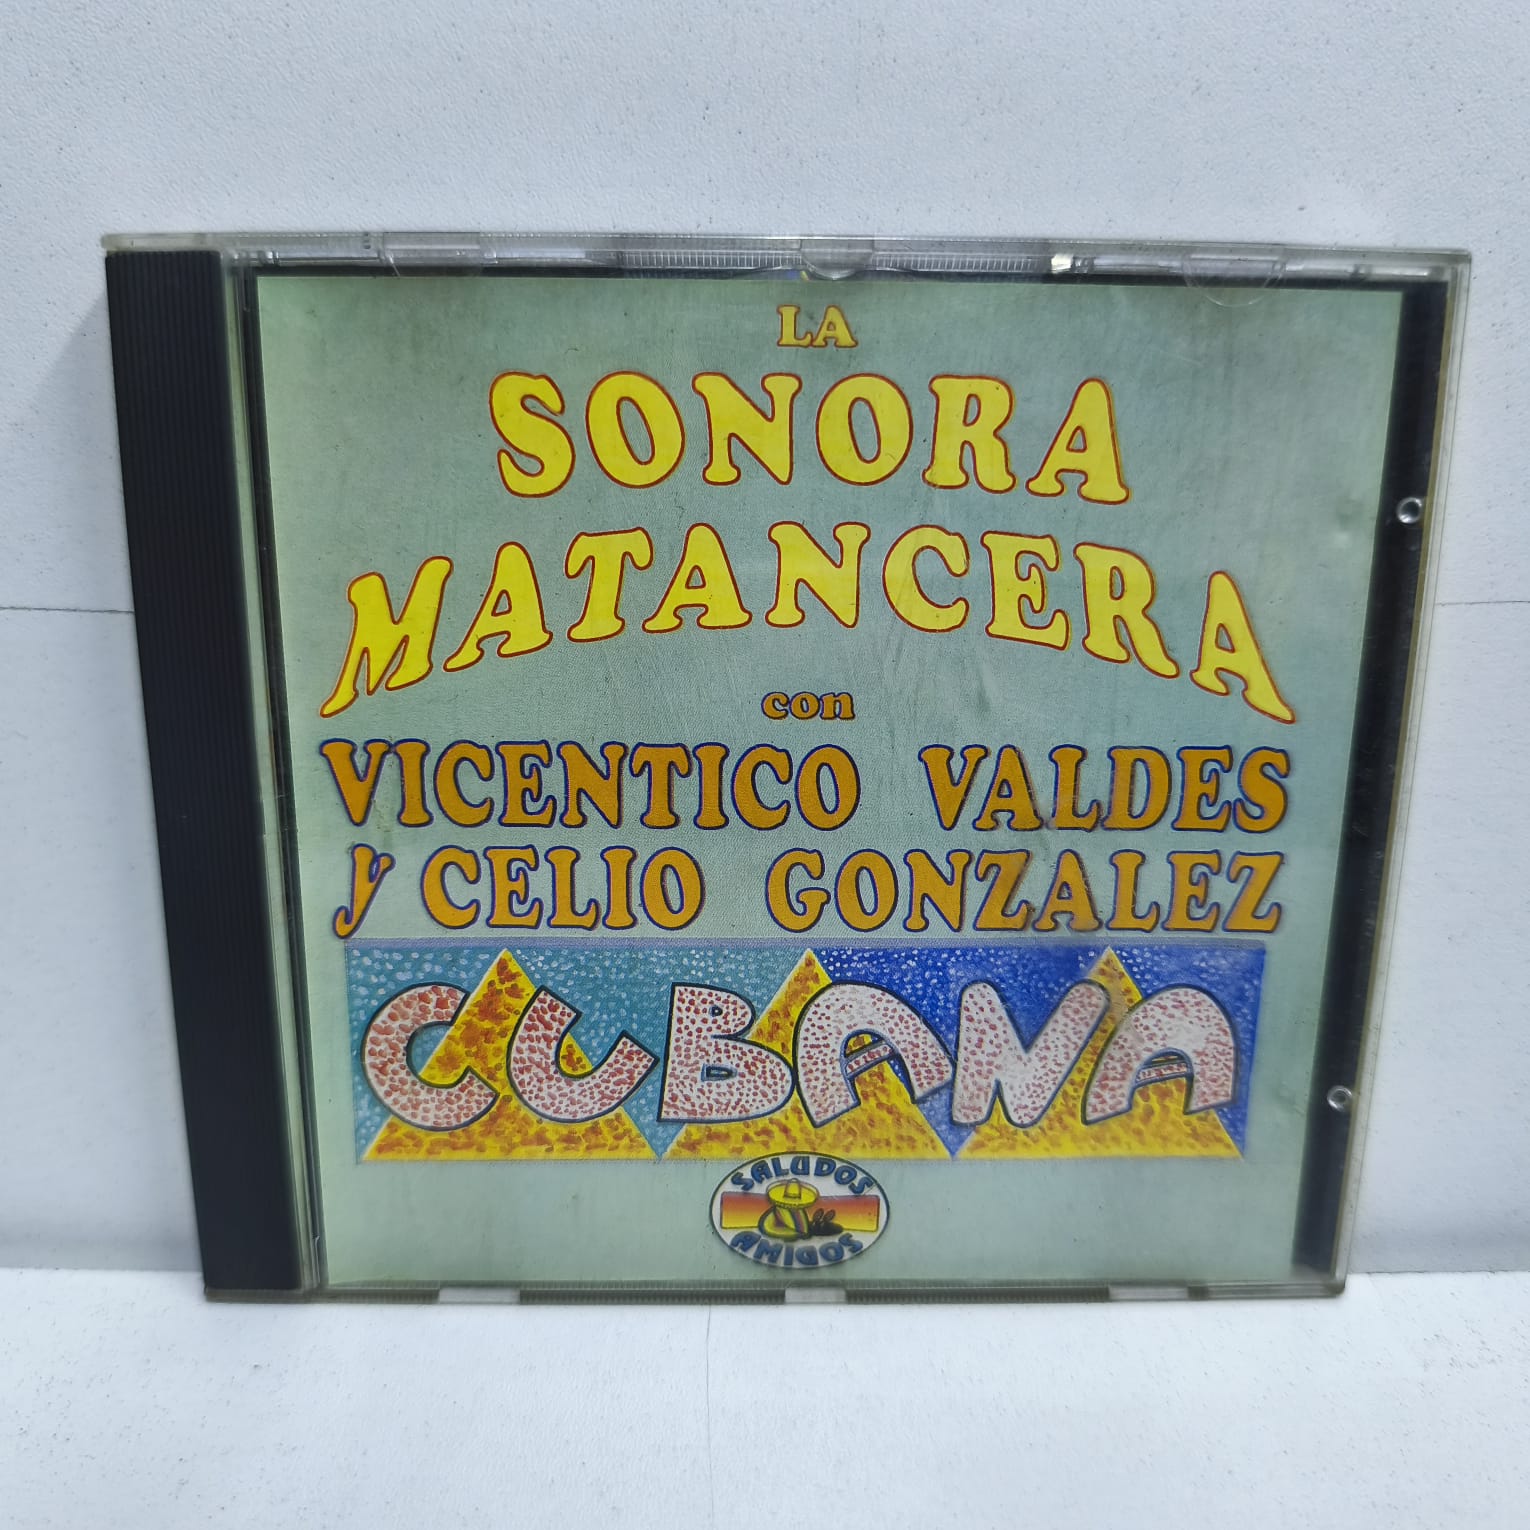 LA
SONORA
MATANCERA
con
VICENTICO VALDES
y CELIO GONZALEZ
CUBANA
SALUDOS
AMIGOS